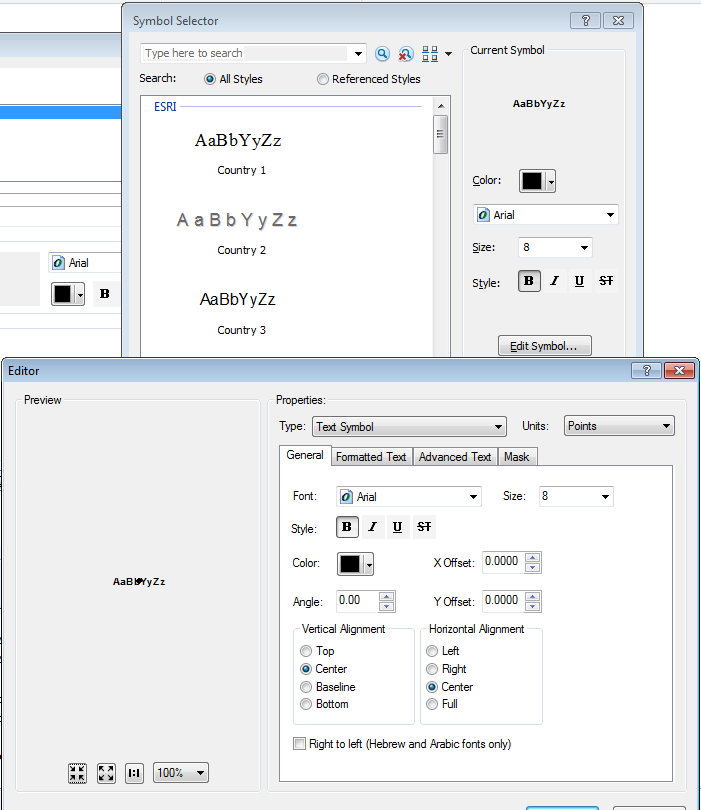 Symbol Selector
Type here to search
Search: All Styles Referenced Styles
ESRI
AaBbYyZz
Country 1
AaBbYyZz
Country 2
AaBbYyZz
Country 3
Current Symbol
AaBbYyZz
Color:
Arial
Size: 8
Style: B I U ST
Edit Symbol...
Arial
B
Editor
Preview
AaBbYyZz
100%
Properties:
Type: Text Symbol Units: Points
General Formatted Text Advanced Text Mask
Font: Arial Size: 8
Style: B I U ST
Color: X Offset: 0.0000
Angle: 0.00 Y Offset: 0.0000
Vertical Alignment
Top
Center
Baseline
Bottom
Horizontal Alignment
Left
Right
Center
Full
Right to left (Hebrew and Arabic fonts only)